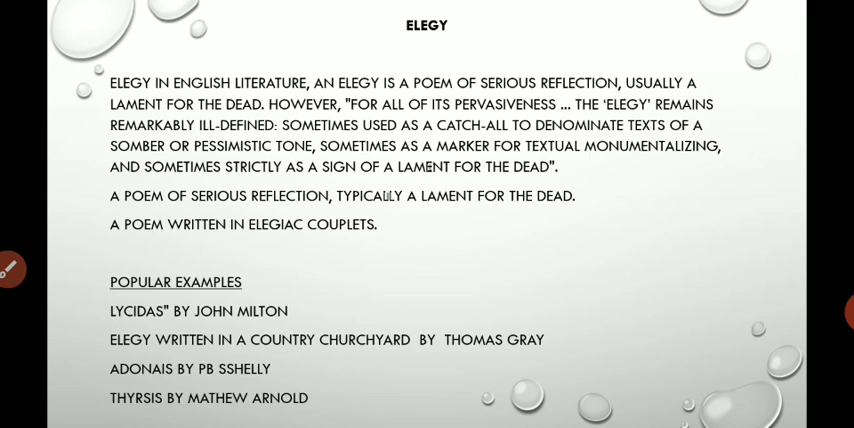 ELEGY
ELEGY IN ENGLISH LITERATURE, AN ELEGY IS A POEM OF SERIOUS REFLECTION, USUALLY A
LAMENT FOR THE DEAD. HOWEVER, "FOR ALL OF ITS PERVASIVENESS ... THE ‘ELEGY’ REMAINS
REMARKABLY ILL-DEFINED: SOMETIMES USED AS A CATCH-ALL TO DENOMINATE TEXTS OF A
SOMBER OR PESSIMISTIC TONE, SOMETIMES AS A MARKER FOR TEXTUAL MONUMENTALIZING,
AND SOMETIMES STRICTLY AS A SIGN OF A LAMENT FOR THE DEAD".
A POEM OF SERIOUS REFLECTION, TYPICALLY A LAMENT FOR THE DEAD.
A POEM WRITTEN IN ELEGIAC COUPLETS.
POPULAR EXAMPLES
LYCIDAS" BY JOHN MILTON
ELEGY WRITTEN IN A COUNTRY CHURCHYARD BY THOMAS GRAY
ADONAIS BY PB SSHELLY
THYRSIS BY MATHEW ARNOLD